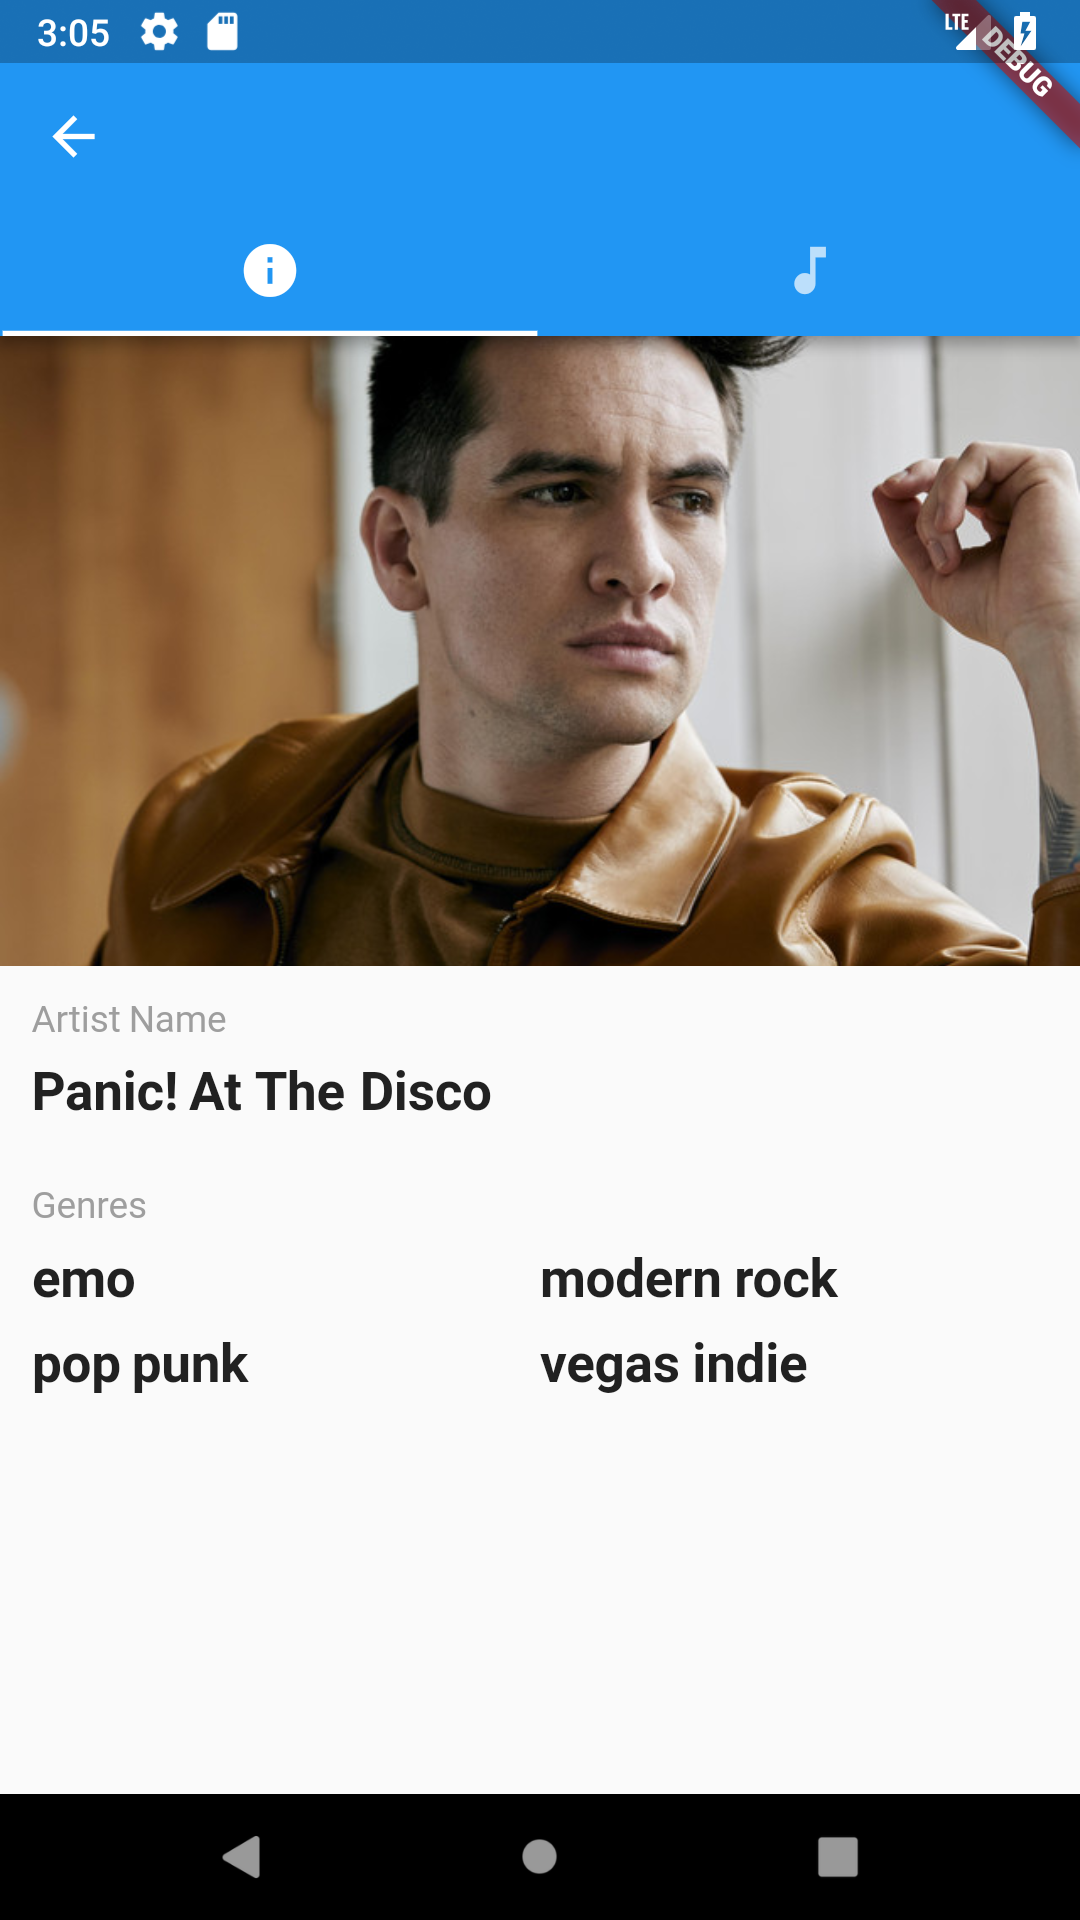 3:05
LTE
DEBUG
Artist Name
Panic! At The Disco
Genres
emo modern rock
pop punk vegas indie